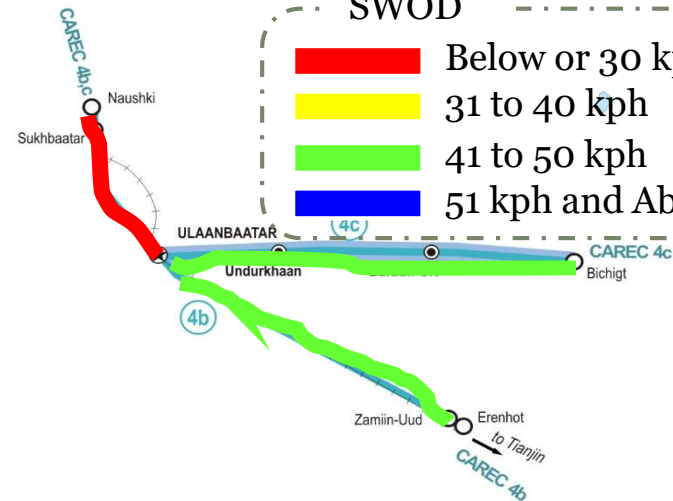 SWOD
Below or 30
31 to 40 kph
41 to 50 kph
51 kph and
CAREC 4b,c
Naushki
Sukhbaatar
ULAANBAATAR
4c
CAREC 4c
Undurkhaan
Bichigt
4b
Zamiin-Uud
Erenhot
to Tianjin
CAREC 4b